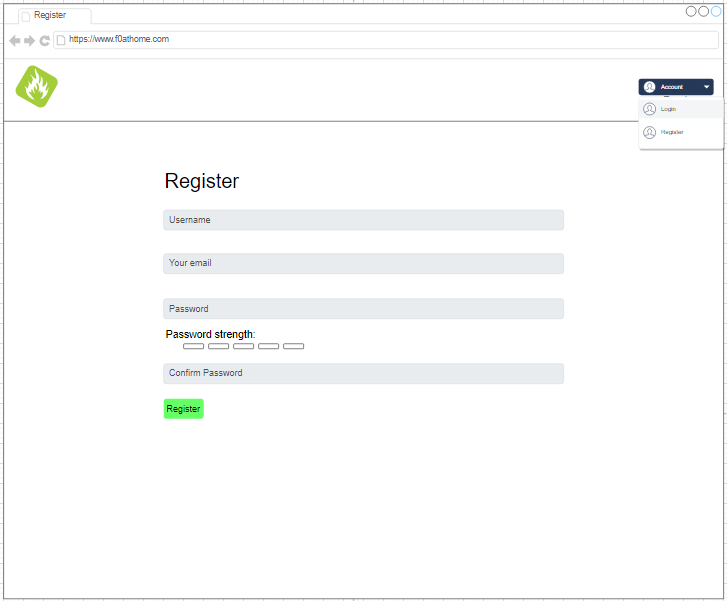 Register
https://www.f0athome.com
Account
Login
Register
Register
Username
Your email
Password
Password strength:
Confirm Password
Register